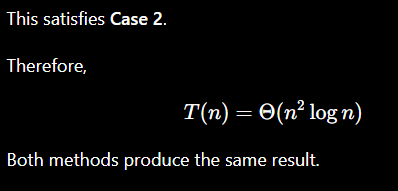 This satisfies Case 2.
Therefore,
T(n) = Θ(n² log n)
Both methods produce the same result.